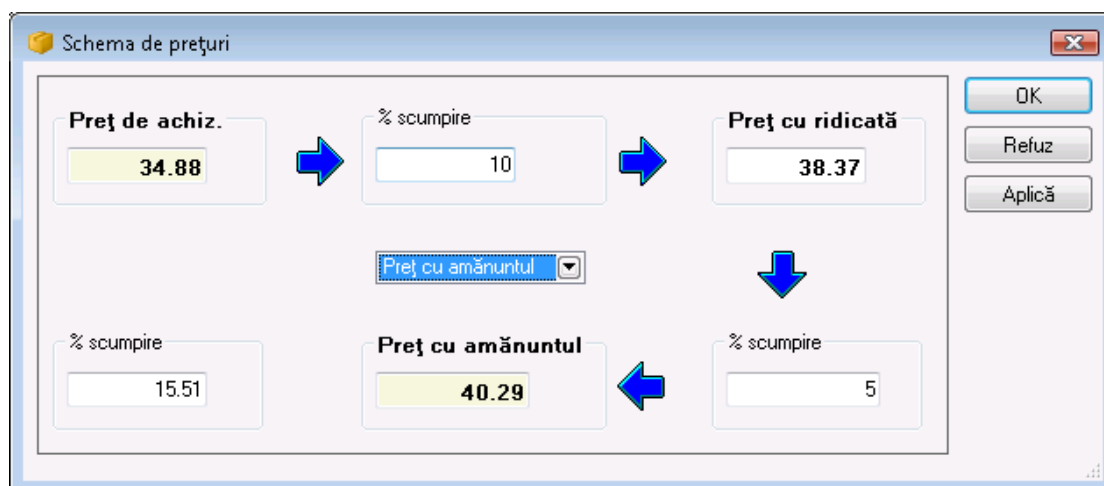 Schema de preţuri
OK
Refuz
Aplică
Preţ de achiz.
34.88
% scumpire
10
Preţ cu ridicată
38.37
Preţ cu amănuntul
% scumpire
15.51
Preţ cu amănuntul
40.29
% scumpire
5